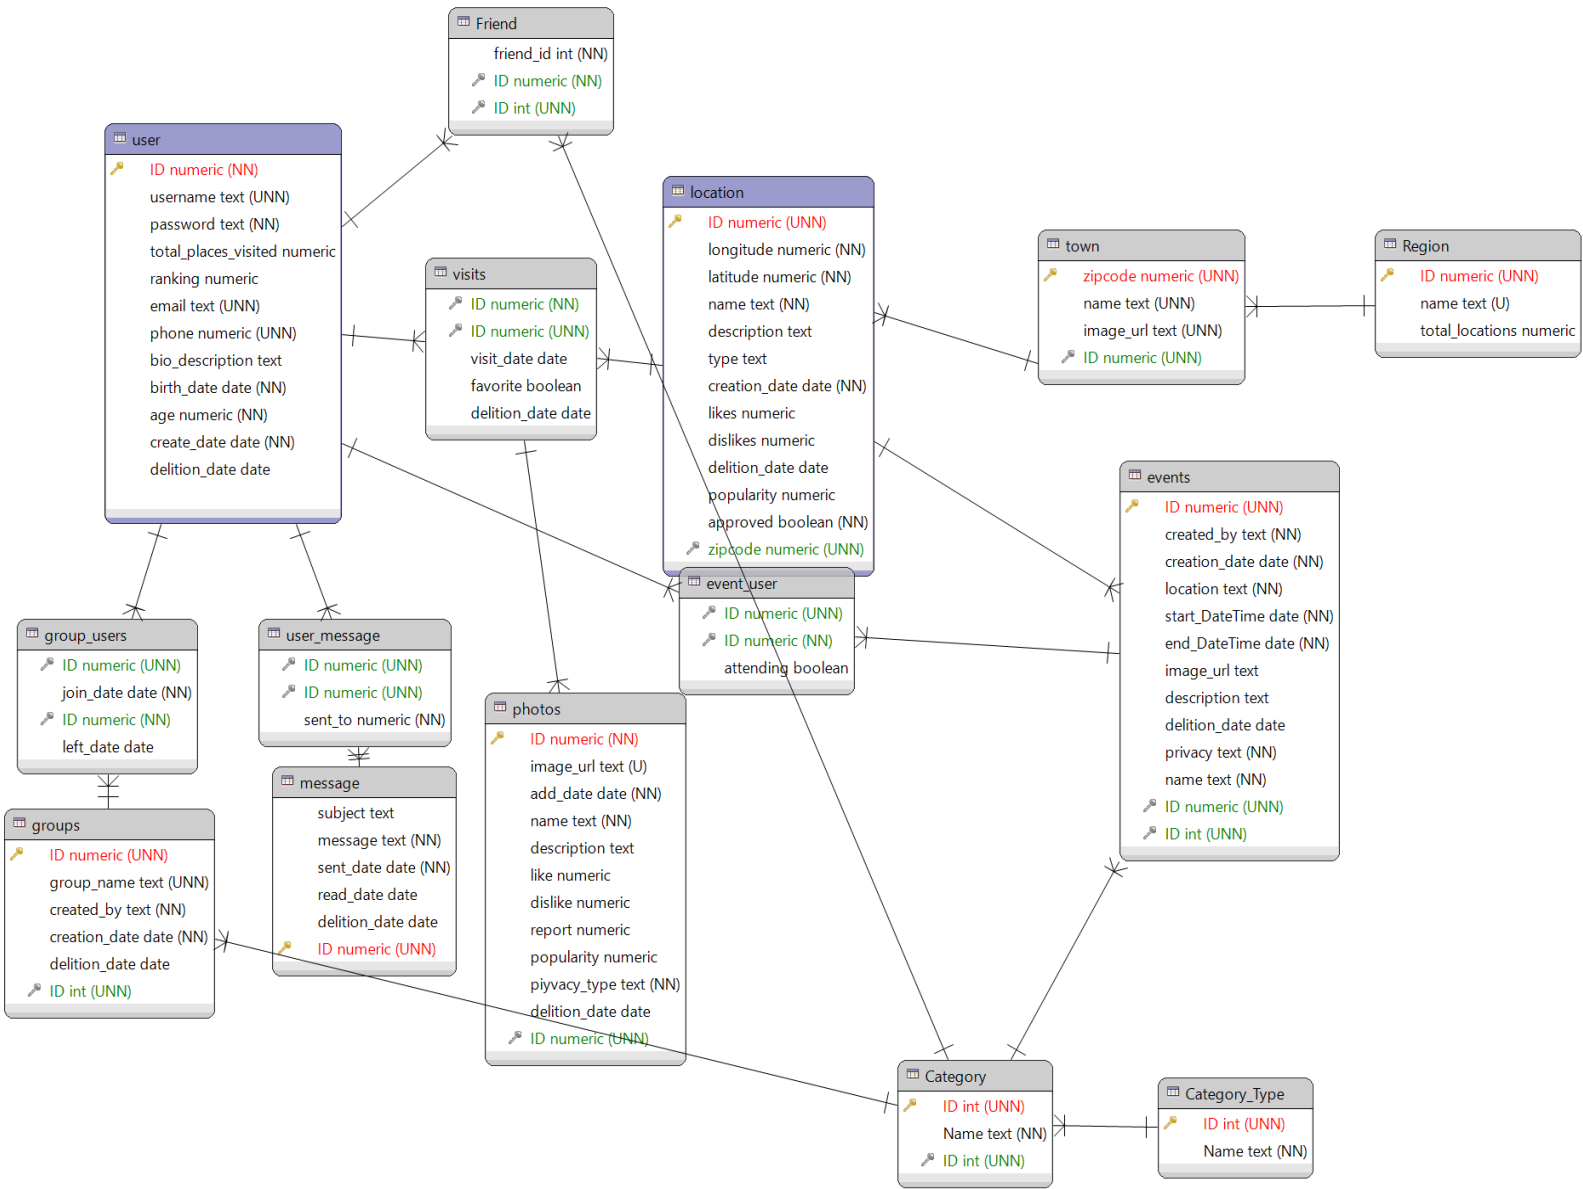 Friend
friend_id int (NN)
ID numeric (NN)
ID int (UNN)
user
ID numeric (NN)
username text (UNN)
password text (NN)
total_places_visited numeric
ranking numeric
email text (UNN)
phone numeric (UNN)
bio_description text
birth_date date (NN)
age numeric (NN)
create_date date (NN)
delition_date date
visits
ID numeric (NN)
ID numeric (UNN)
visit_date date
favorite boolean
delition_date date
location
ID numeric (UNN)
longitude numeric (NN)
latitude numeric (NN)
name text (NN)
description text
type text
creation_date date (NN)
likes numeric
dislikes numeric
delition_date date
popularity numeric
approved boolean (NN)
zipcode numeric (UNN)
town
zipcode numeric (UNN)
name text (UNN)
image_url text (UNN)
ID numeric (UNN)
Region
ID numeric (UNN)
name text (U)
total_locations numeric
events
ID numeric (UNN)
created_by text (NN)
creation_date date (NN)
location text (NN)
start_DateTime date (NN)
end_DateTime date (NN)
image_url text
description text
delition_date date
privacy text (NN)
name text (NN)
ID numeric (UNN)
ID int (UNN)
event_user
ID numeric (UNN)
ID numeric (NN)
attending boolean
group_users
ID numeric (UNN)
join_date date (NN)
ID numeric (NN)
left_date date
user_message
ID numeric (UNN)
ID numeric (UNN)
sent_to numeric (NN)
photos
ID numeric (NN)
image_url text (U)
add_date date (NN)
name text (NN)
description text
like numeric
dislike numeric
report numeric
popularity numeric
piyvacy_type text (NN)
delition_date date
ID numeric (UNN)
message
subject text
message text (NN)
sent_date date (NN)
read_date date
delition_date date
ID numeric (UNN)
groups
ID numeric (UNN)
group_name text (UNN)
created_by text (NN)
creation_date date (NN)
delition_date date
ID int (UNN)
Category
ID int (UNN)
Name text (NN)
ID int (UNN)
Category_Type
ID int (UNN)
Name text (NN)